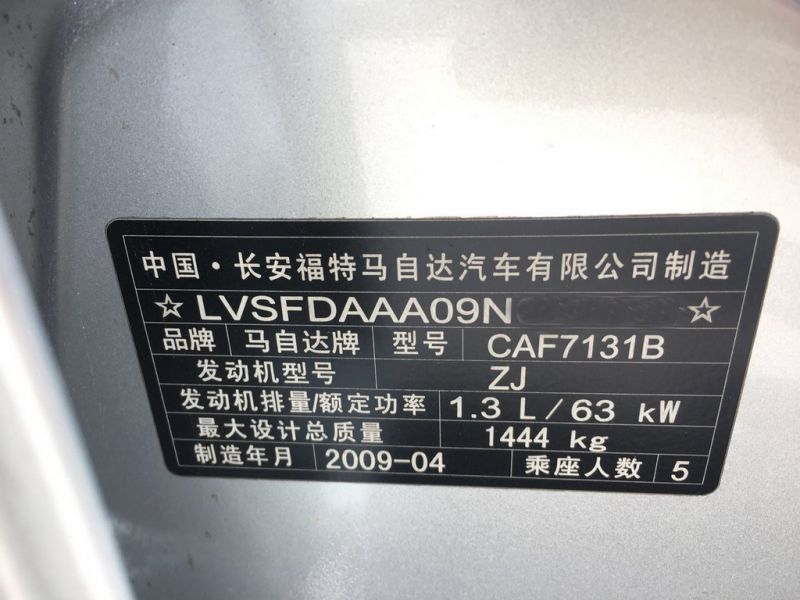 中国·长安福特马自达汽车有限公司制造
☆LVSFDAAA09N ☆
品牌 马自达牌 型号 CAF7131B
发动机型号 ZJ
发动机排量/额定功率 1.3 L/63 kW
最大设计总质量 1444 kg
制造年月 2009-04 乘座人数 5